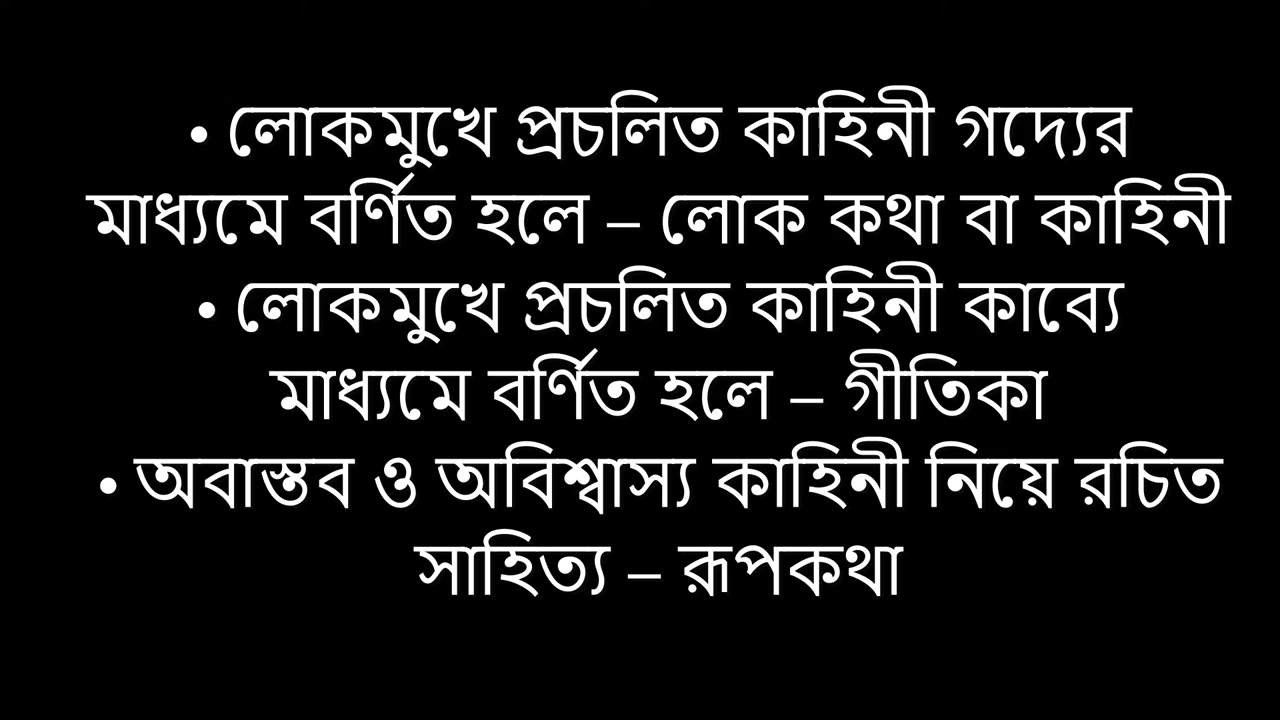 • লোকমুখে প্রচলিত কাহিনী গদ্যের
মাধ্যমে বর্ণিত হলে – লোক কথা বা কাহিনী
• লোকমুখে প্রচলিত কাহিনী কাব্যে
মাধ্যমে বর্ণিত হলে – গীতিকা
• অবাস্তব ও অবিশ্বাস্য কাহিনী নিয়ে রচিত
সাহিত্য – রূপকথা